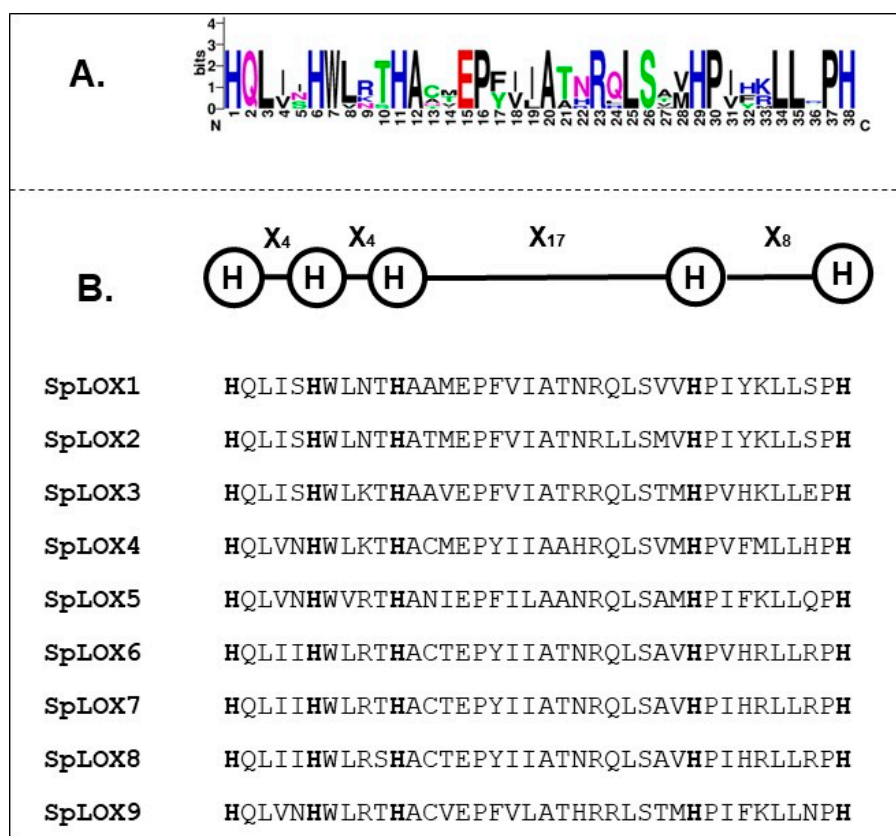 A.
4
3
2
1
0
bits
HQLIIHWLRTHACTEPFIIATNRQLSAVHPIHKLLPH
N 1 2 3 4 5 6 7 8 9 10 11 12 13 14 15 16 17 18 19 20 21 22 23 24 25 26 27 28 29 30 31 32 33 34 35 36 37 38 C
X4 X4 X17 X8
B. H H H H H
SpLOX1 HQLISHWLNTHAAMEPFVIATNRQLSVVHPIYKLLSPH
SpLOX2 HQLISHWLNTHATMEPFVIATNRLLSMVHPIYKLLSPH
SpLOX3 HQLISHWLKTHAAVEPFVIATRRQLSTMHPVHKLLEPH
SpLOX4 HQLVNHWLKTHACMEPYIIAAHRQLSVMHPVFMLLHPH
SpLOX5 HQLVNHWVRTHANIEPFILAANRQLSAMHPIFKLLQPH
SpLOX6 HQLIIHWLRTHACTEPYIIATNRQLSAVHPVHRLLRPH
SpLOX7 HQLIIHWLRTHACTEPYIIATNRQLSAVHPIHRLLRPH
SpLOX8 HQLIIHWLRSHACTEPYIIATNRQLSAVHPIHRLLRPH
SpLOX9 HQLVNHWLRTHACVEPFVLATHRRLSTMHPIFKLLNPH